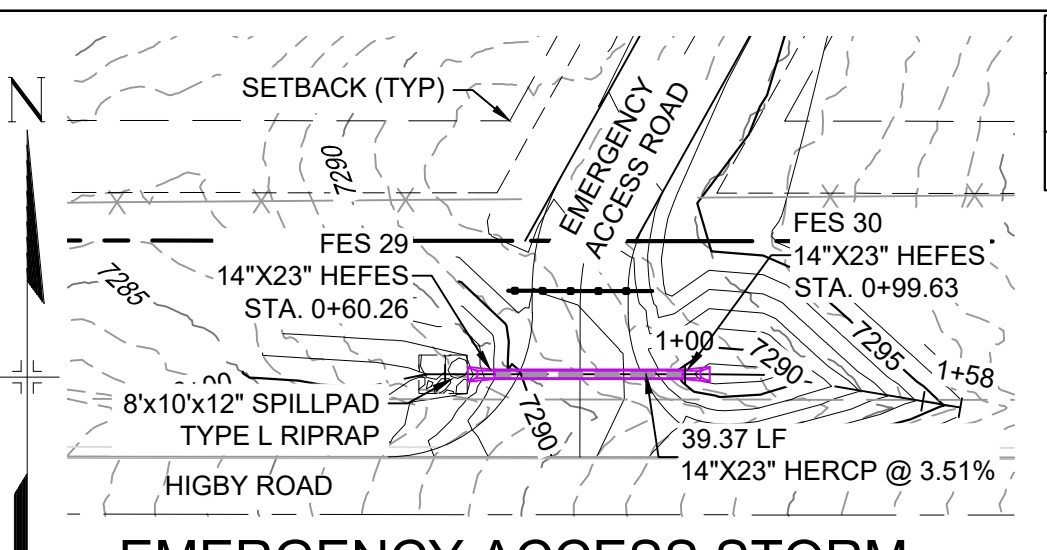 N
SETBACK (TYP)
EMERGENCY
ACCESS ROAD
7290
7285
FES 29
14"X23" HEFES
STA. 0+60.26
FES 30
14"X23" HEFES
STA. 0+99.63
1+00
7290
7295
1+58
8'x10'x12" SPILLPAD
TYPE L RIPRAP
7290
39.37 LF
14"X23" HERCP @ 3.51%
HIGBY ROAD
EMERGENCY ACCESS STORM